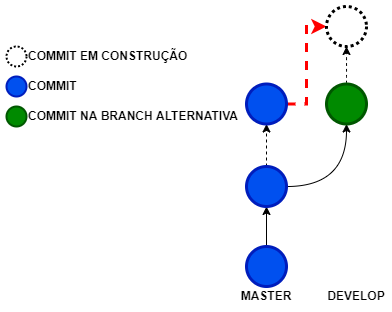 COMMIT EM CONSTRUÇÃO
COMMIT
COMMIT NA BRANCH ALTERNATIVA
MASTER
DEVELOP